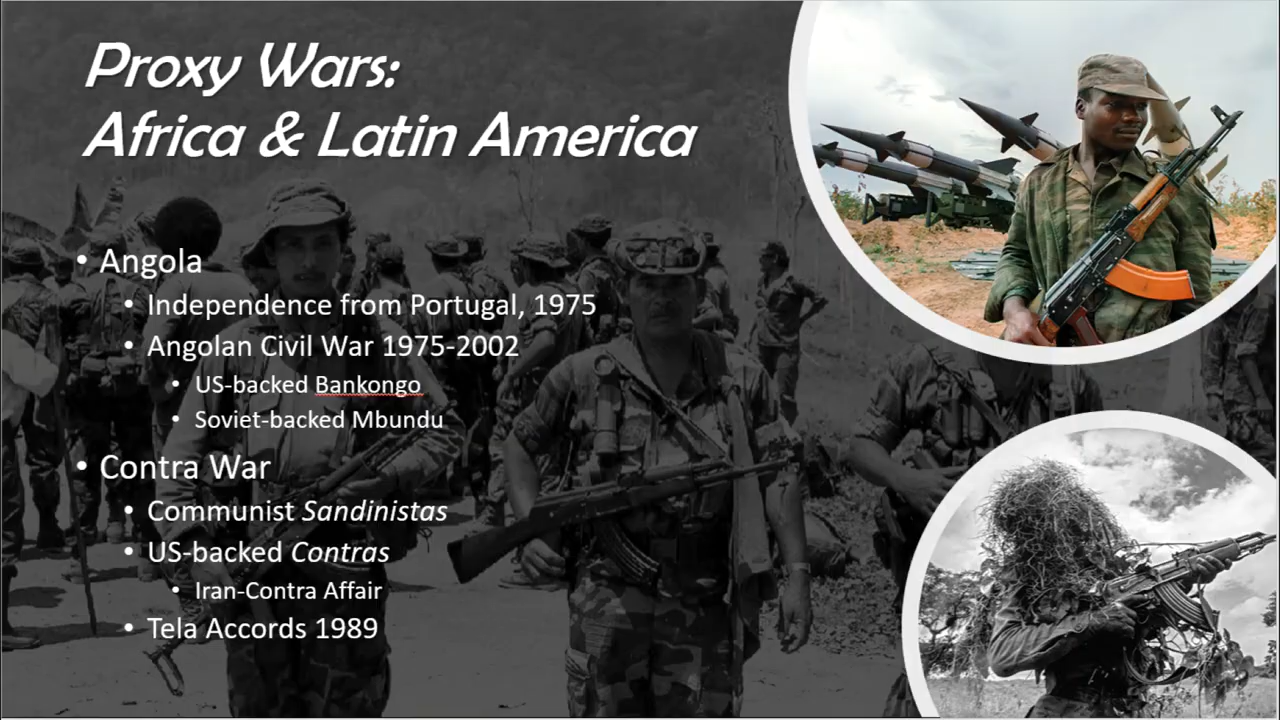 Proxy Wars:
Africa & Latin America
• Angola
• Independence from Portugal, 1975
• Angolan Civil War 1975-2002
• US-backed Bankongo
• Soviet-backed Mbundu
• Contra War
• Communist Sandinistas
• US-backed Contras
• Iran-Contra Affair
• Tela Accords 1989